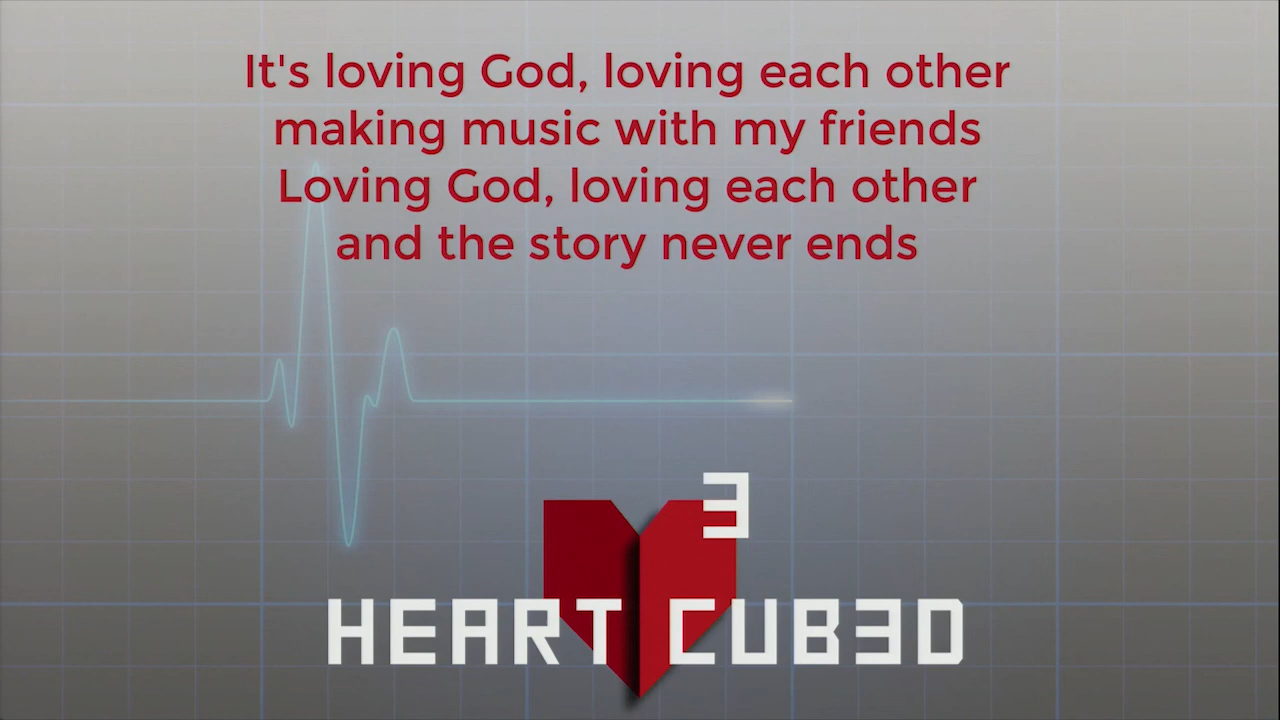 It's loving God, loving each other
making music with my friends
Loving God, loving each other
and the story never ends
3
HEART CUB3D